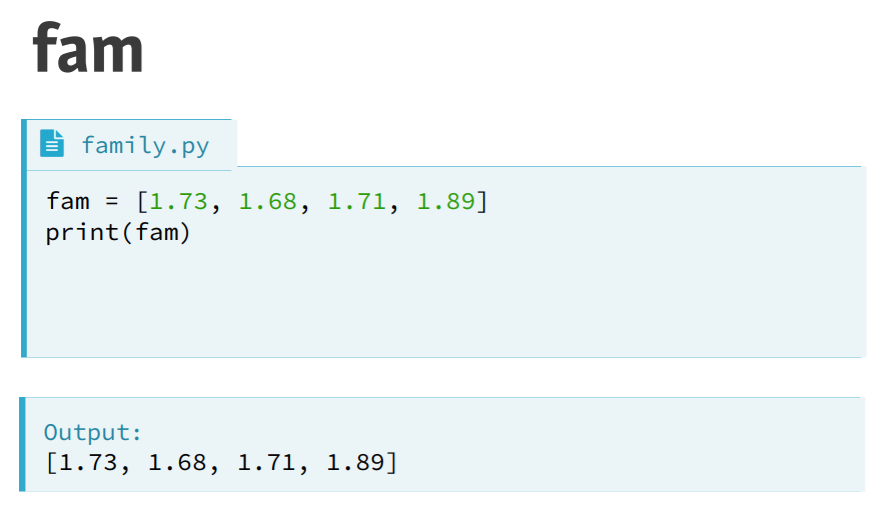 fam
family.py
fam = [1.73, 1.68, 1.71, 1.89]
print(fam)
Output:
[1.73, 1.68, 1.71, 1.89]